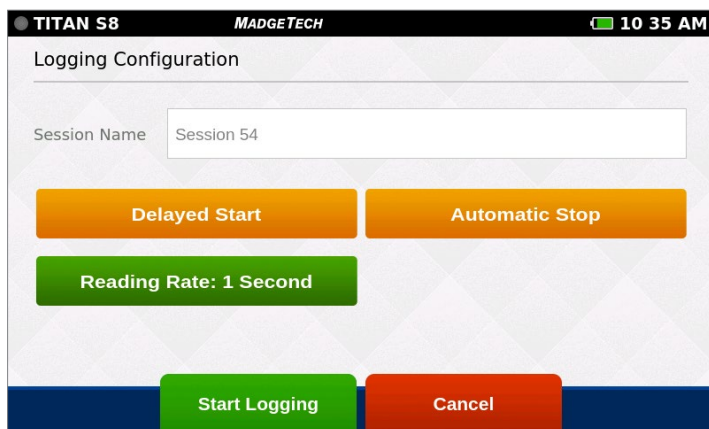 TITAN S8 MADGETECH 10 35 AM
Logging Configuration
Session Name Session 54
Delayed Start Automatic Stop
Reading Rate: 1 Second
Start Logging Cancel